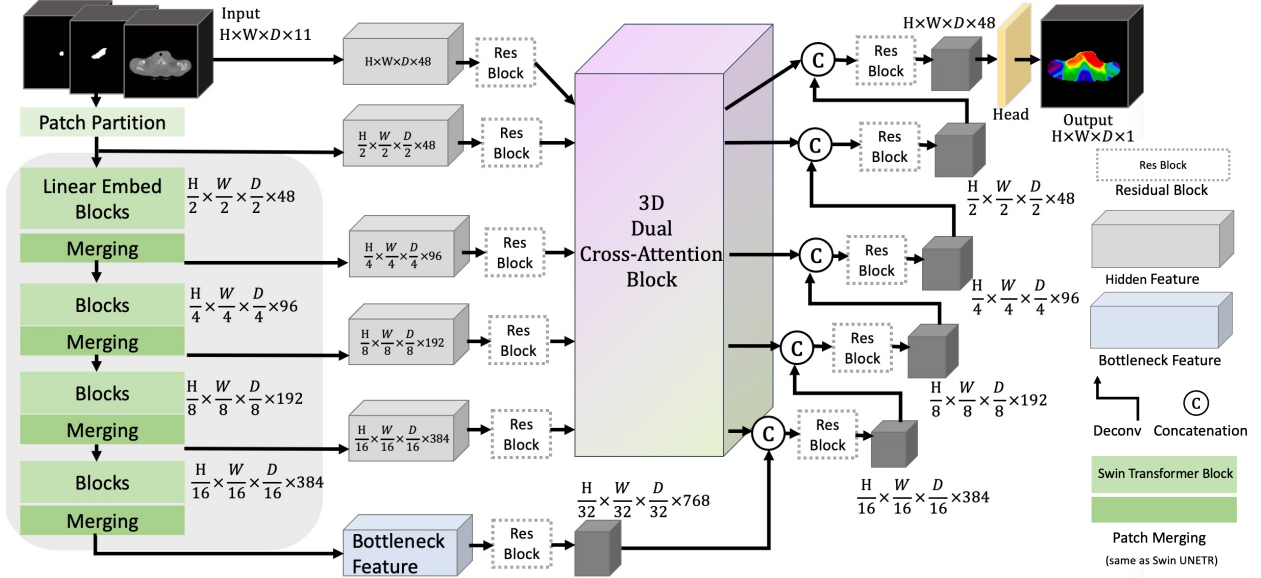 Input
H×W×D×11
Patch Partition
Linear Embed
Blocks
H/2×W/2×D/2×48
Merging
Blocks
H/4×W/4×D/4×96
Merging
Blocks
H/8×W/8×D/8×192
Merging
Blocks
H/16×W/16×D/16×384
Merging
H×W×D×48
Res
Block
H/2×W/2×D/2×48
Res
Block
H/4×W/4×D/4×96
Res
Block
H/8×W/8×D/8×192
Res
Block
H/16×W/16×D/16×384
Res
Block
Bottleneck
Feature
Res
Block
H/32×W/32×D/32×768
3D
Dual
Cross-Attention
Block
C
Res
Block
H×W×D×48
Head
Output
H×W×D×1
C
Res
Block
H/2×W/2×D/2×48
C
Res
Block
H/4×W/4×D/4×96
C
Res
Block
H/8×W/8×D/8×192
C
Res
Block
H/16×W/16×D/16×384
Res Block
Residual Block
Hidden Feature
Bottleneck Feature
C
Deconv Concatenation
Swin Transformer Block
Patch Merging
(same as Swin UNETR)